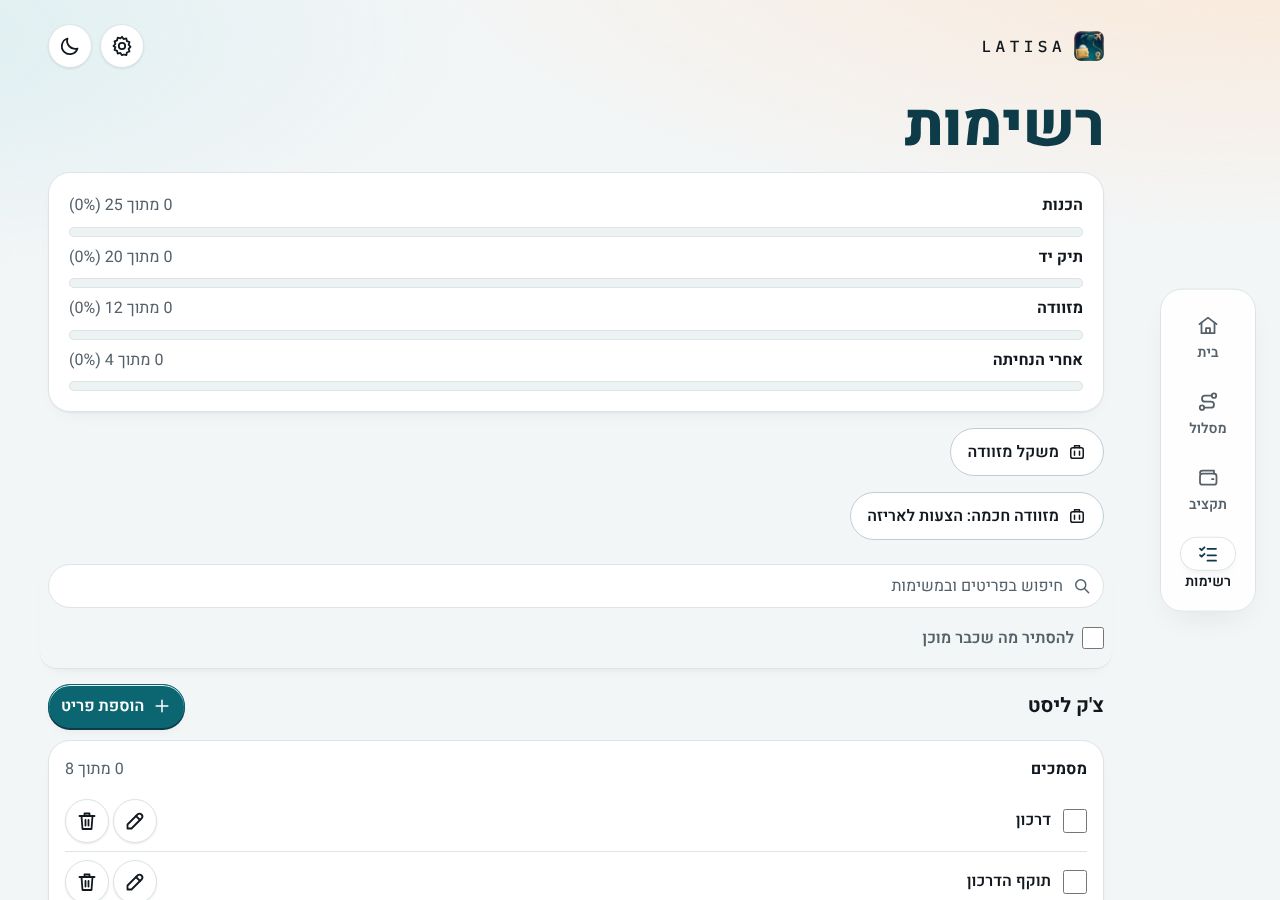 LATISA
רשימות
הכנות
0 מתוך 25 (0%)
תיק יד
0 מתוך 20 (0%)
מזוודה
0 מתוך 12 (0%)
אחרי הנחיתה
0 מתוך 4 (0%)
משקל מזוודה
מזוודה חכמה: הצעות לאריזה
חיפוש בפריטים ובמשימות
להסתיר מה שכבר מוכן
צ'ק ליסט
הוספת פריט
מסמכים
0 מתוך 8
דרכון
תוקף הדרכון
בית
מסלול
תקציב
רשימות